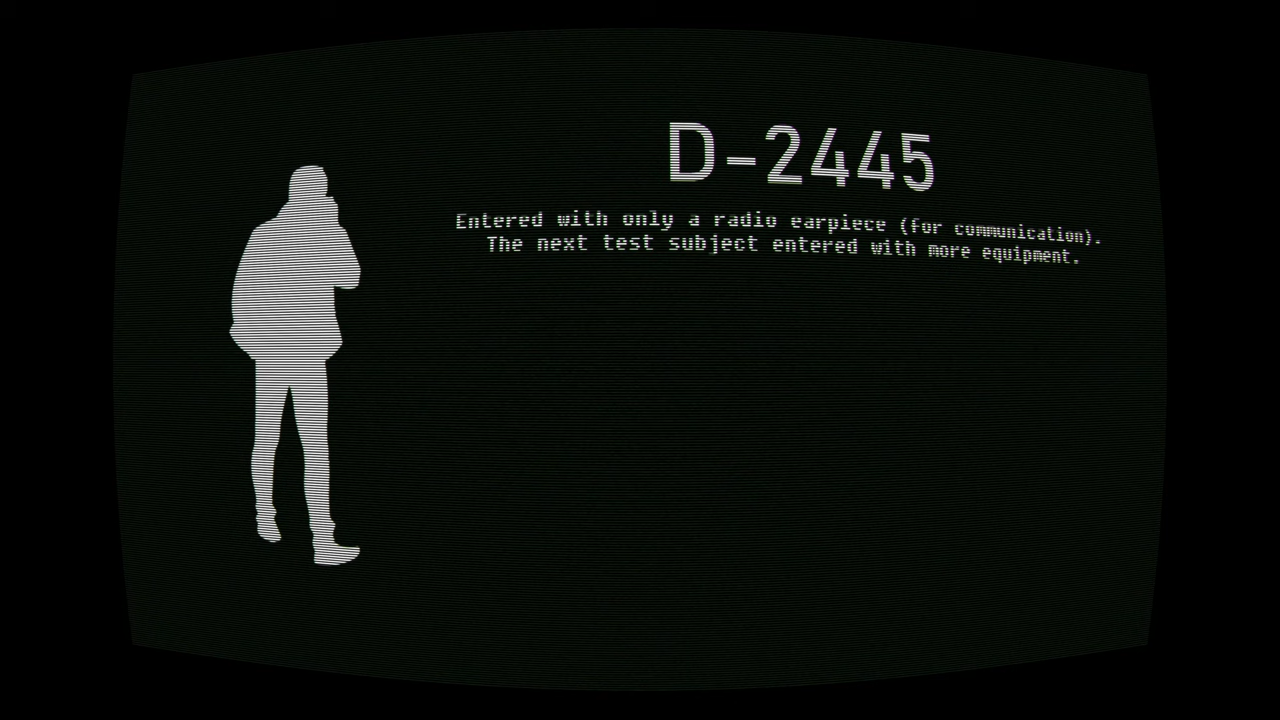 D-2445
Entered with only a radio earpiece (for communication).
The next test subject entered with more equipment.